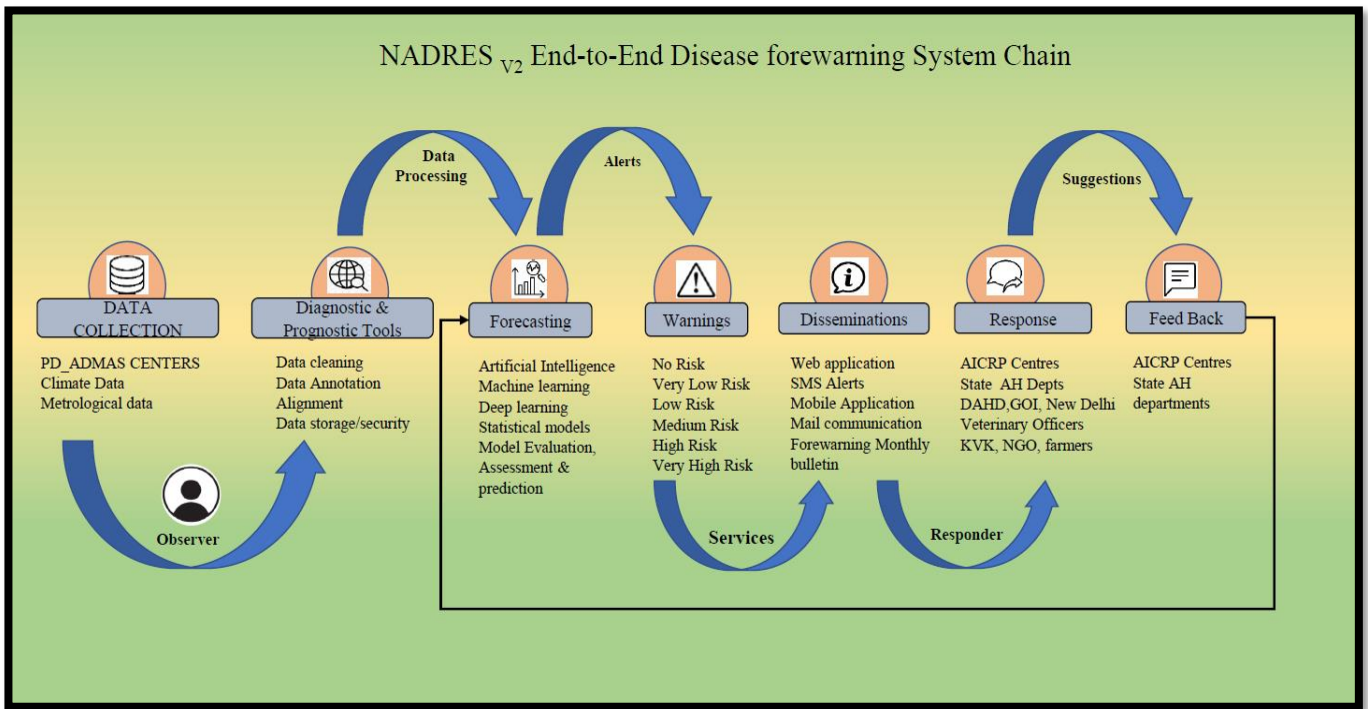 NADRES V2 End-to-End Disease forewarning System Chain
Data
Processing
Alerts
Suggestions
DATA
COLLECTION
PD_ADMAS CENTERS
Climate Data
Metrological data
Observer
Diagnostic &
Prognostic Tools
Data cleaning
Data Annotation
Alignment
Data storage/security
Forecasting
Artificial Intelligence
Machine learning
Deep learning
Statistical models
Model Evaluation,
Assessment &
prediction
Warnings
No Risk
Very Low Risk
Low Risk
Medium Risk
High Risk
Very High Risk
Services
Disseminations
Web application
SMS Alerts
Mobile Application
Mail communication
Forewarning Monthly
bulletin
Responder
Response
AICRP Centres
State AH Depts
DAHD,GOI, New Delhi
Veterinary Officers
KVK, NGO, farmers
Feed Back
AICRP Centres
State AH
departments